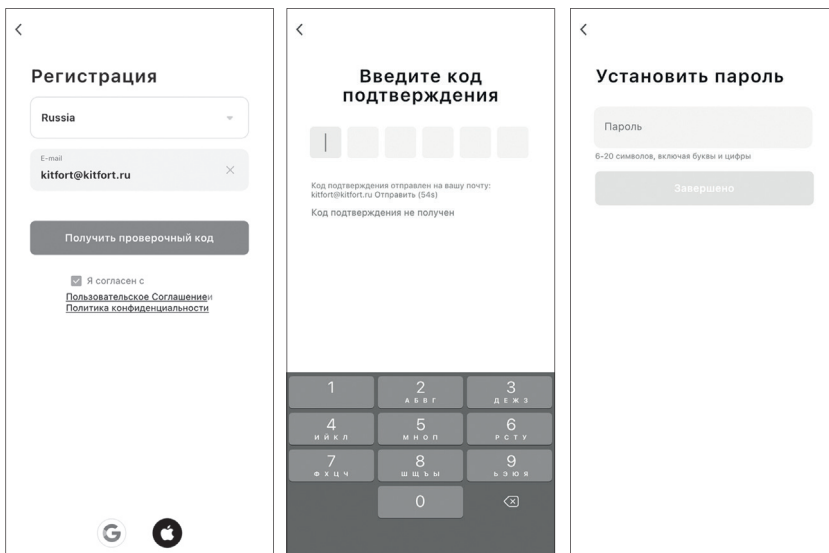 Регистрация
Russia
E-mail
kitfort@kitfort.ru
Получить проверочный код
Я согласен с
Пользовательское Соглашениеи
Политика конфиденциальности
G
Введите код
подтверждения
Код подтверждения отправлен на вашу почту:
kitfort@kitfort.ru Отправить (54s)
Код подтверждения не получен
1 2 3
АБВГ ДЕЖЗ
4 5 6
ИЙКЛ МНОП РСТУ
7 8 9
ФХЦЧ ШЩЪЫ ЬЭЮЯ
0
Установить пароль
Пароль
6-20 символов, включая буквы и цифры
Завершено